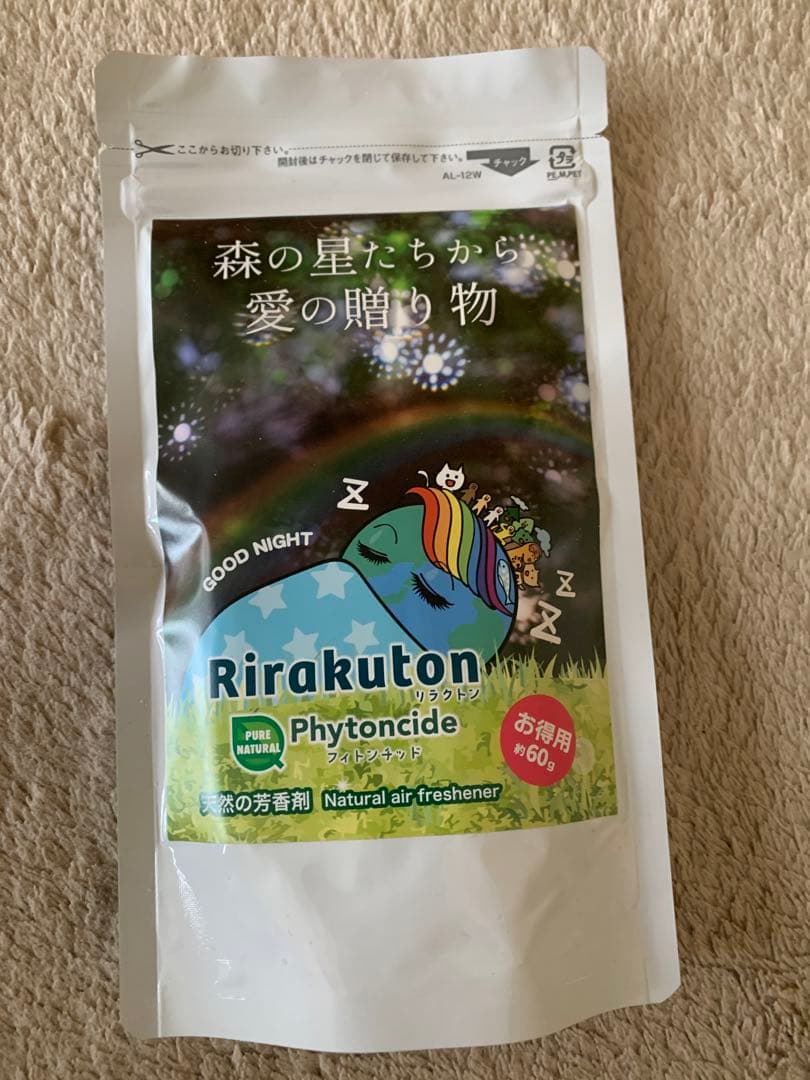 ここからお切り下さい。
開封後はチャックを閉じて保存して下さい。
チャック
AL-12W
プラ
PE,M,PET
森の星たちから
愛の贈り物
Z
GOOD NIGHT
Z
Z
Rirakuton
リラクトン
PURE
NATURAL
Phytoncide
フィトンチッド
お得用
約60g
天然の芳香剤 Natural air freshener